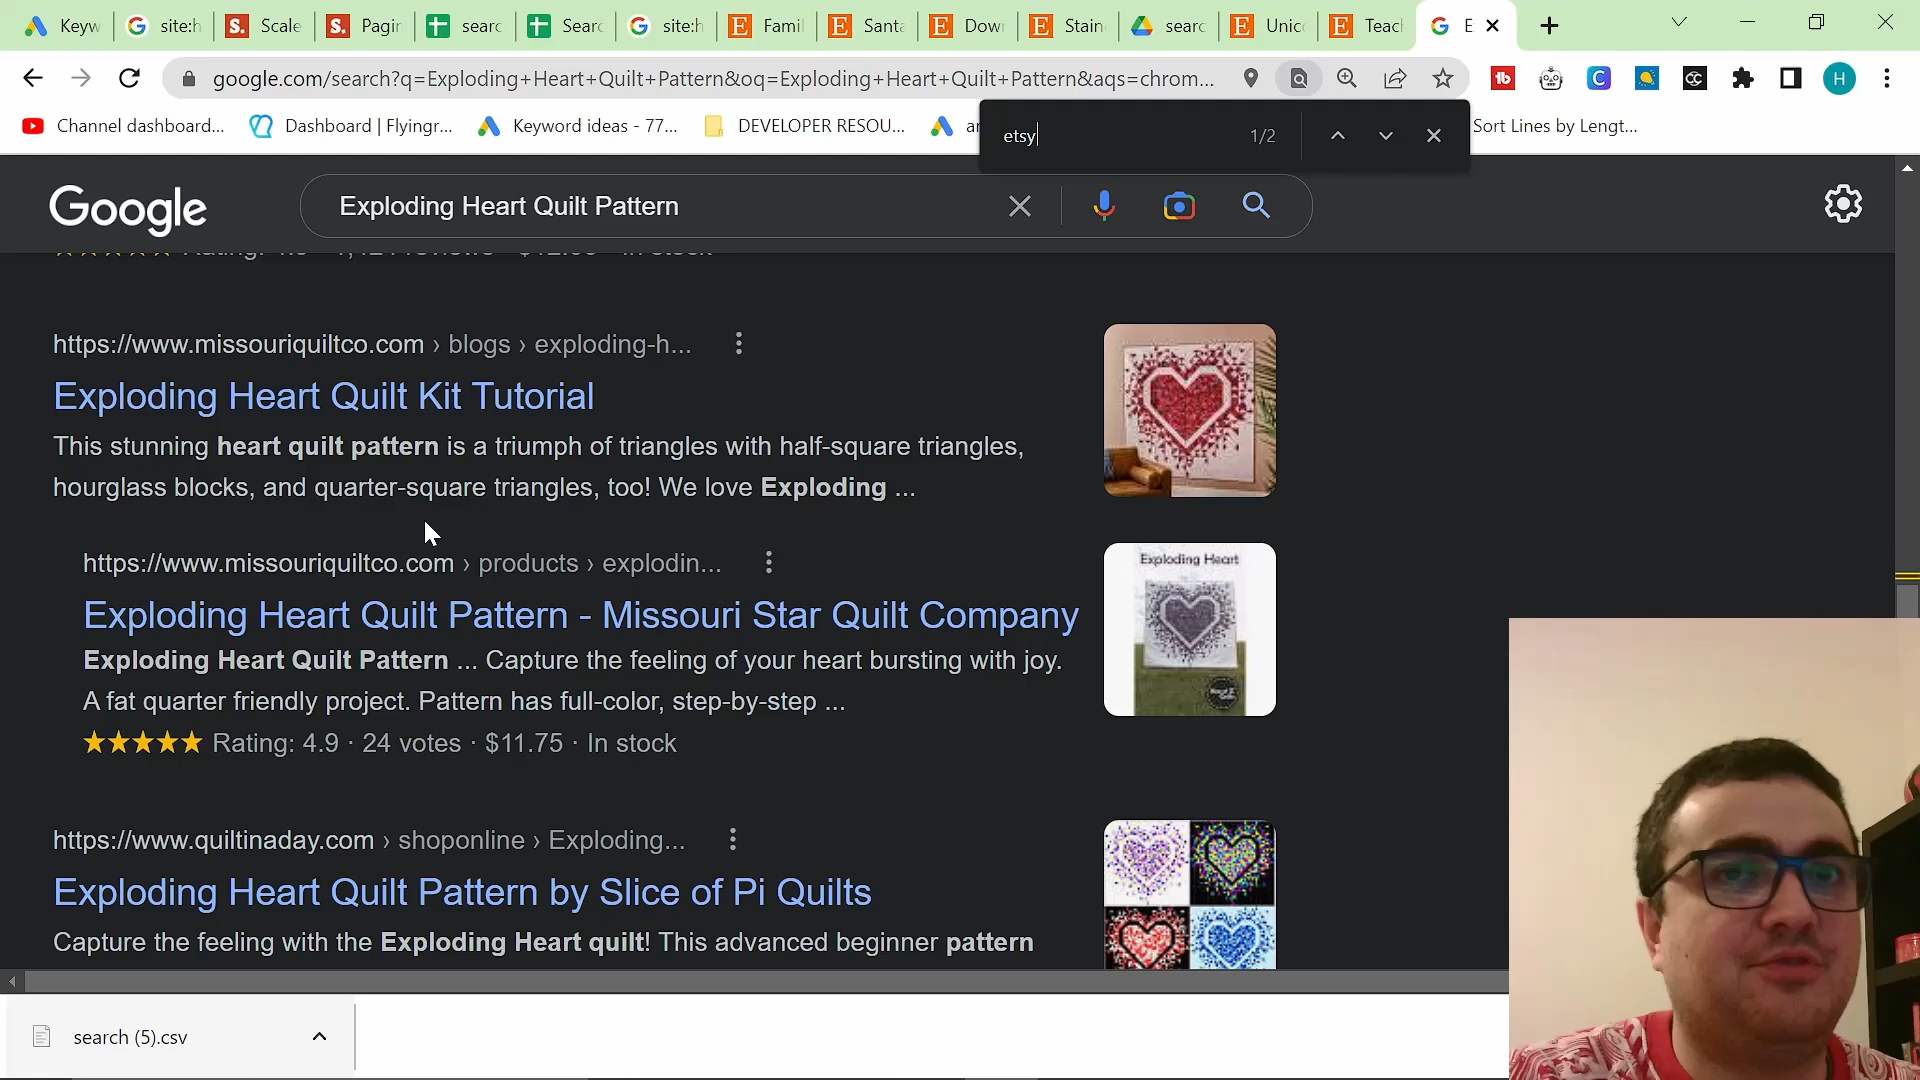 Keyw
site:h
Scale
Pagir
searc
Searc
site:h
Famil
Santa
Dow
Stain
searc
Unic
Teac
E
google.com/search?q=Exploding+Heart+Quilt+Pattern&oq=Exploding+Heart+Quilt+Pattern&aqs=chrom...
H
Channel dashboard...
Dashboard | Flyingr...
Keyword ideas - 77...
DEVELOPER RESOU...
Sort Lines by Lengt...
etsy
1/2
Google
Exploding Heart Quilt Pattern
https://www.missouriquiltco.com › blogs › exploding-h...
Exploding Heart Quilt Kit Tutorial
This stunning heart quilt pattern is a triumph of triangles with half-square triangles,
hourglass blocks, and quarter-square triangles, too! We love Exploding ...
https://www.missouriquiltco.com › products › explodin...
Exploding Heart
Exploding Heart Quilt Pattern - Missouri Star Quilt Company
Exploding Heart Quilt Pattern ... Capture the feeling of your heart bursting with joy.
A fat quarter friendly project. Pattern has full-color, step-by-step ...
Rating: 4.9 · 24 votes · $11.75 · In stock
https://www.quiltinaday.com › shoponline › Exploding...
Exploding Heart Quilt Pattern by Slice of Pi Quilts
Capture the feeling with the Exploding Heart quilt! This advanced beginner pattern
search (5).csv